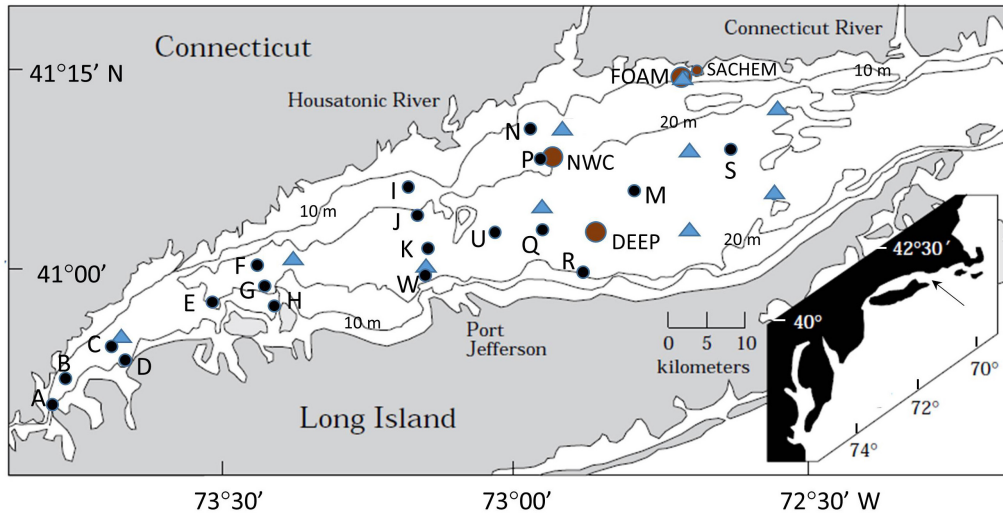 Connecticut River
Connecticut
41°15' N
FOAM
SACHEM
10 m
Housatonic River
20 m
N
P
NWC
S
I
M
10 m
J
U
Q
DEEP
K
20 m
F
41°00'
R
W
G
E
H
42°30'
10 m
Port
Jefferson
0 5 10
kilometers
40°
C
D
B
A
70°
Long Island
72°
74°
73°30'
73°00'
72°30' W